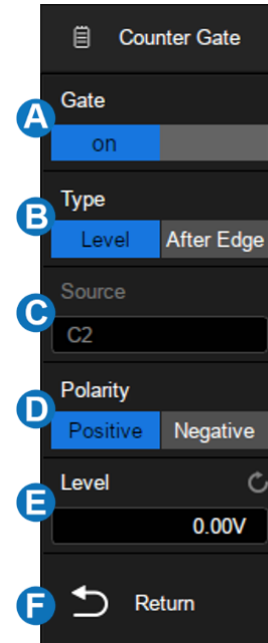 Counter Gate
Gate
A
on
Type
B
Level After Edge
Source
C
C2
Polarity
D
Positive Negative
Level
E
0.00V
F Return